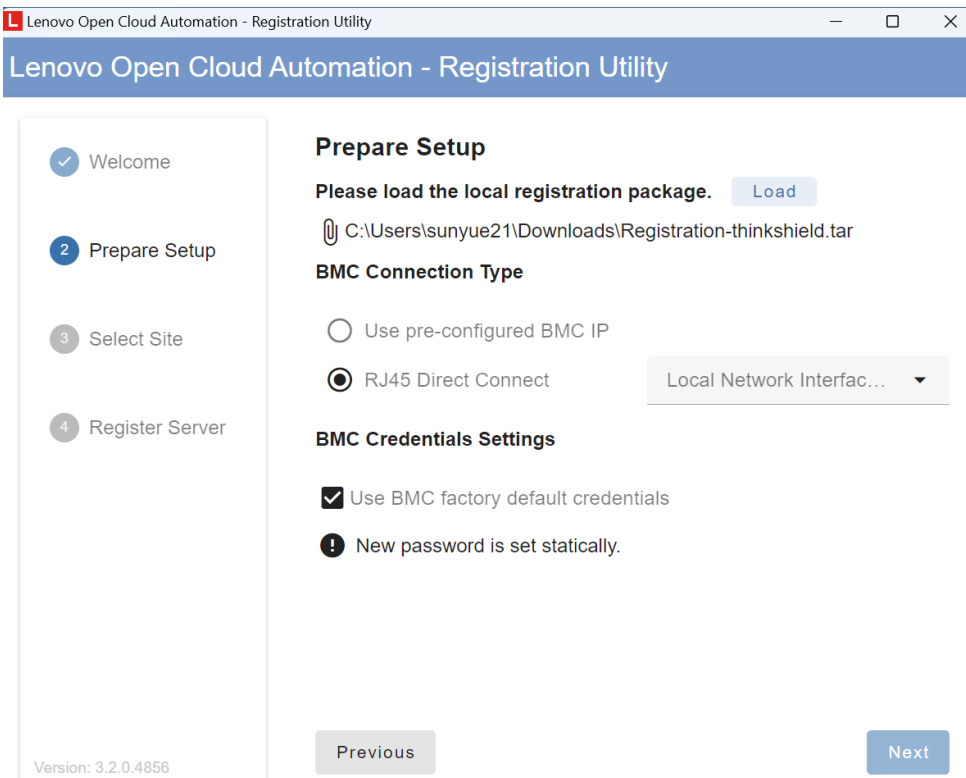 L Lenovo Open Cloud Automation - Registration Utility
Lenovo Open Cloud Automation - Registration Utility
Welcome
2 Prepare Setup
3 Select Site
4 Register Server
Version: 3.2.0.4856
Prepare Setup
Please load the local registration package. Load
C:\Users\sunyue21\Downloads\Registration-thinkshield.tar
BMC Connection Type
Use pre-configured BMC IP
RJ45 Direct Connect Local Network Interfac...
BMC Credentials Settings
Use BMC factory default credentials
! New password is set statically.
Previous Next